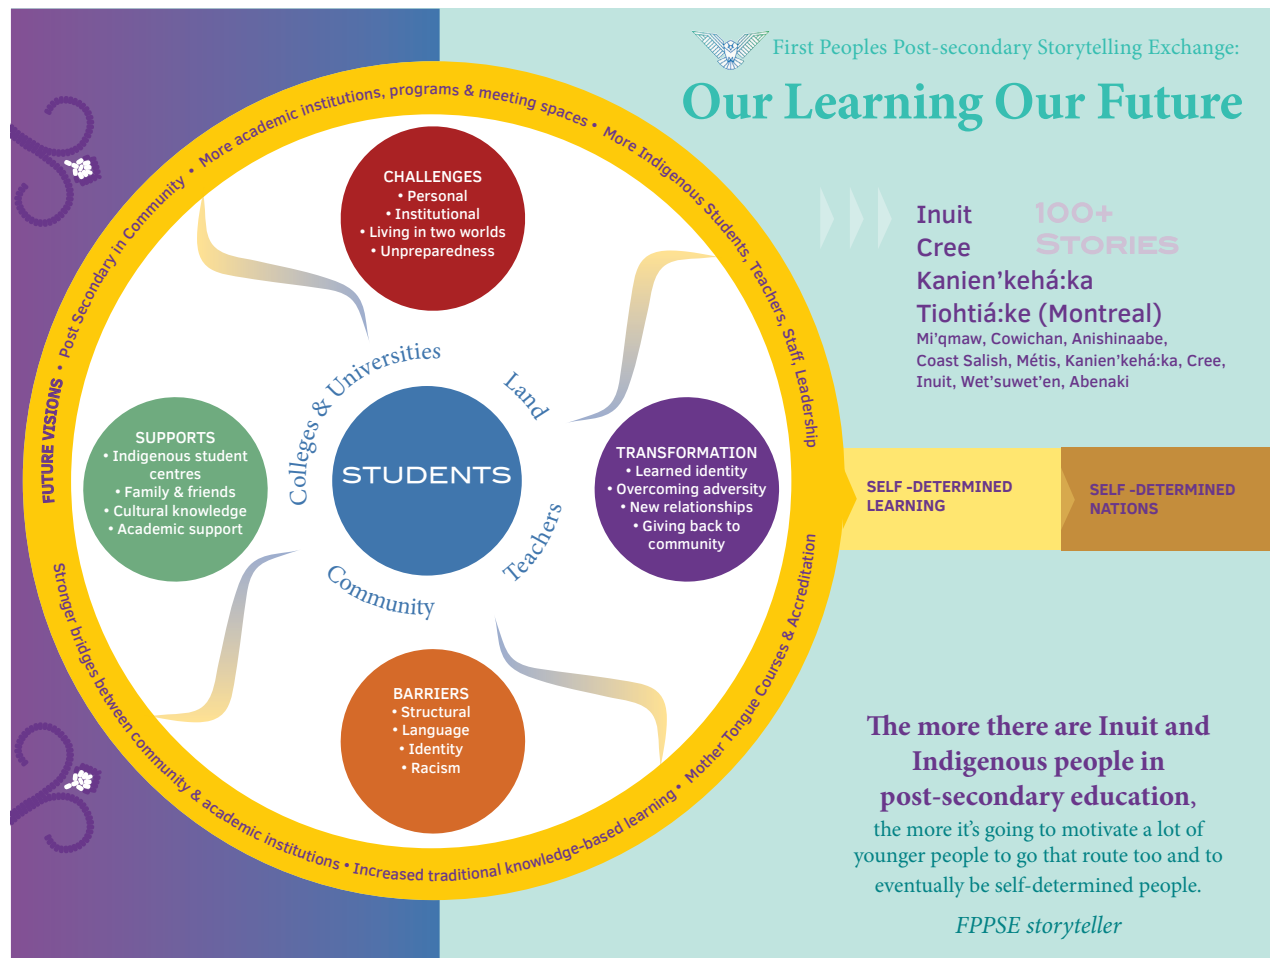 First Peoples Post-secondary Storytelling Exchange:
Our Learning Our Future
Inuit
Cree
Kanien’kehá:ka
Tiohtiá:ke (Montreal)
100+
STORIES
Mi’qmaw, Cowichan, Anishinaabe,
Coast Salish, Métis, Kanien’kehá:ka, Cree,
Inuit, Wet’suwet’en, Abenaki
FUTURE VISIONS • Post Secondary in Community • More academic institutions, programs & meeting spaces • More Indigenous Students, Teachers, Staff, Leadership
Stronger bridges between community & academic institutions • Increased traditional knowledge-based learning • Mother Tongue Courses & Accreditation
CHALLENGES
• Personal
• Institutional
• Living in two worlds
• Unpreparedness
Colleges & Universities
Land
SUPPORTS
• Indigenous student
centres
• Family & friends
• Cultural knowledge
• Academic support
STUDENTS
TRANSFORMATION
• Learned identity
• Overcoming adversity
• New relationships
• Giving back to
community
Teachers
Community
BARRIERS
• Structural
• Language
• Identity
• Racism
SELF -DETERMINED
LEARNING
SELF -DETERMINED
NATIONS
The more there are Inuit and
Indigenous people in
post-secondary education,
the more it’s going to motivate a lot of
younger people to go that route too and to
eventually be self-determined people.
FPPSE storyteller